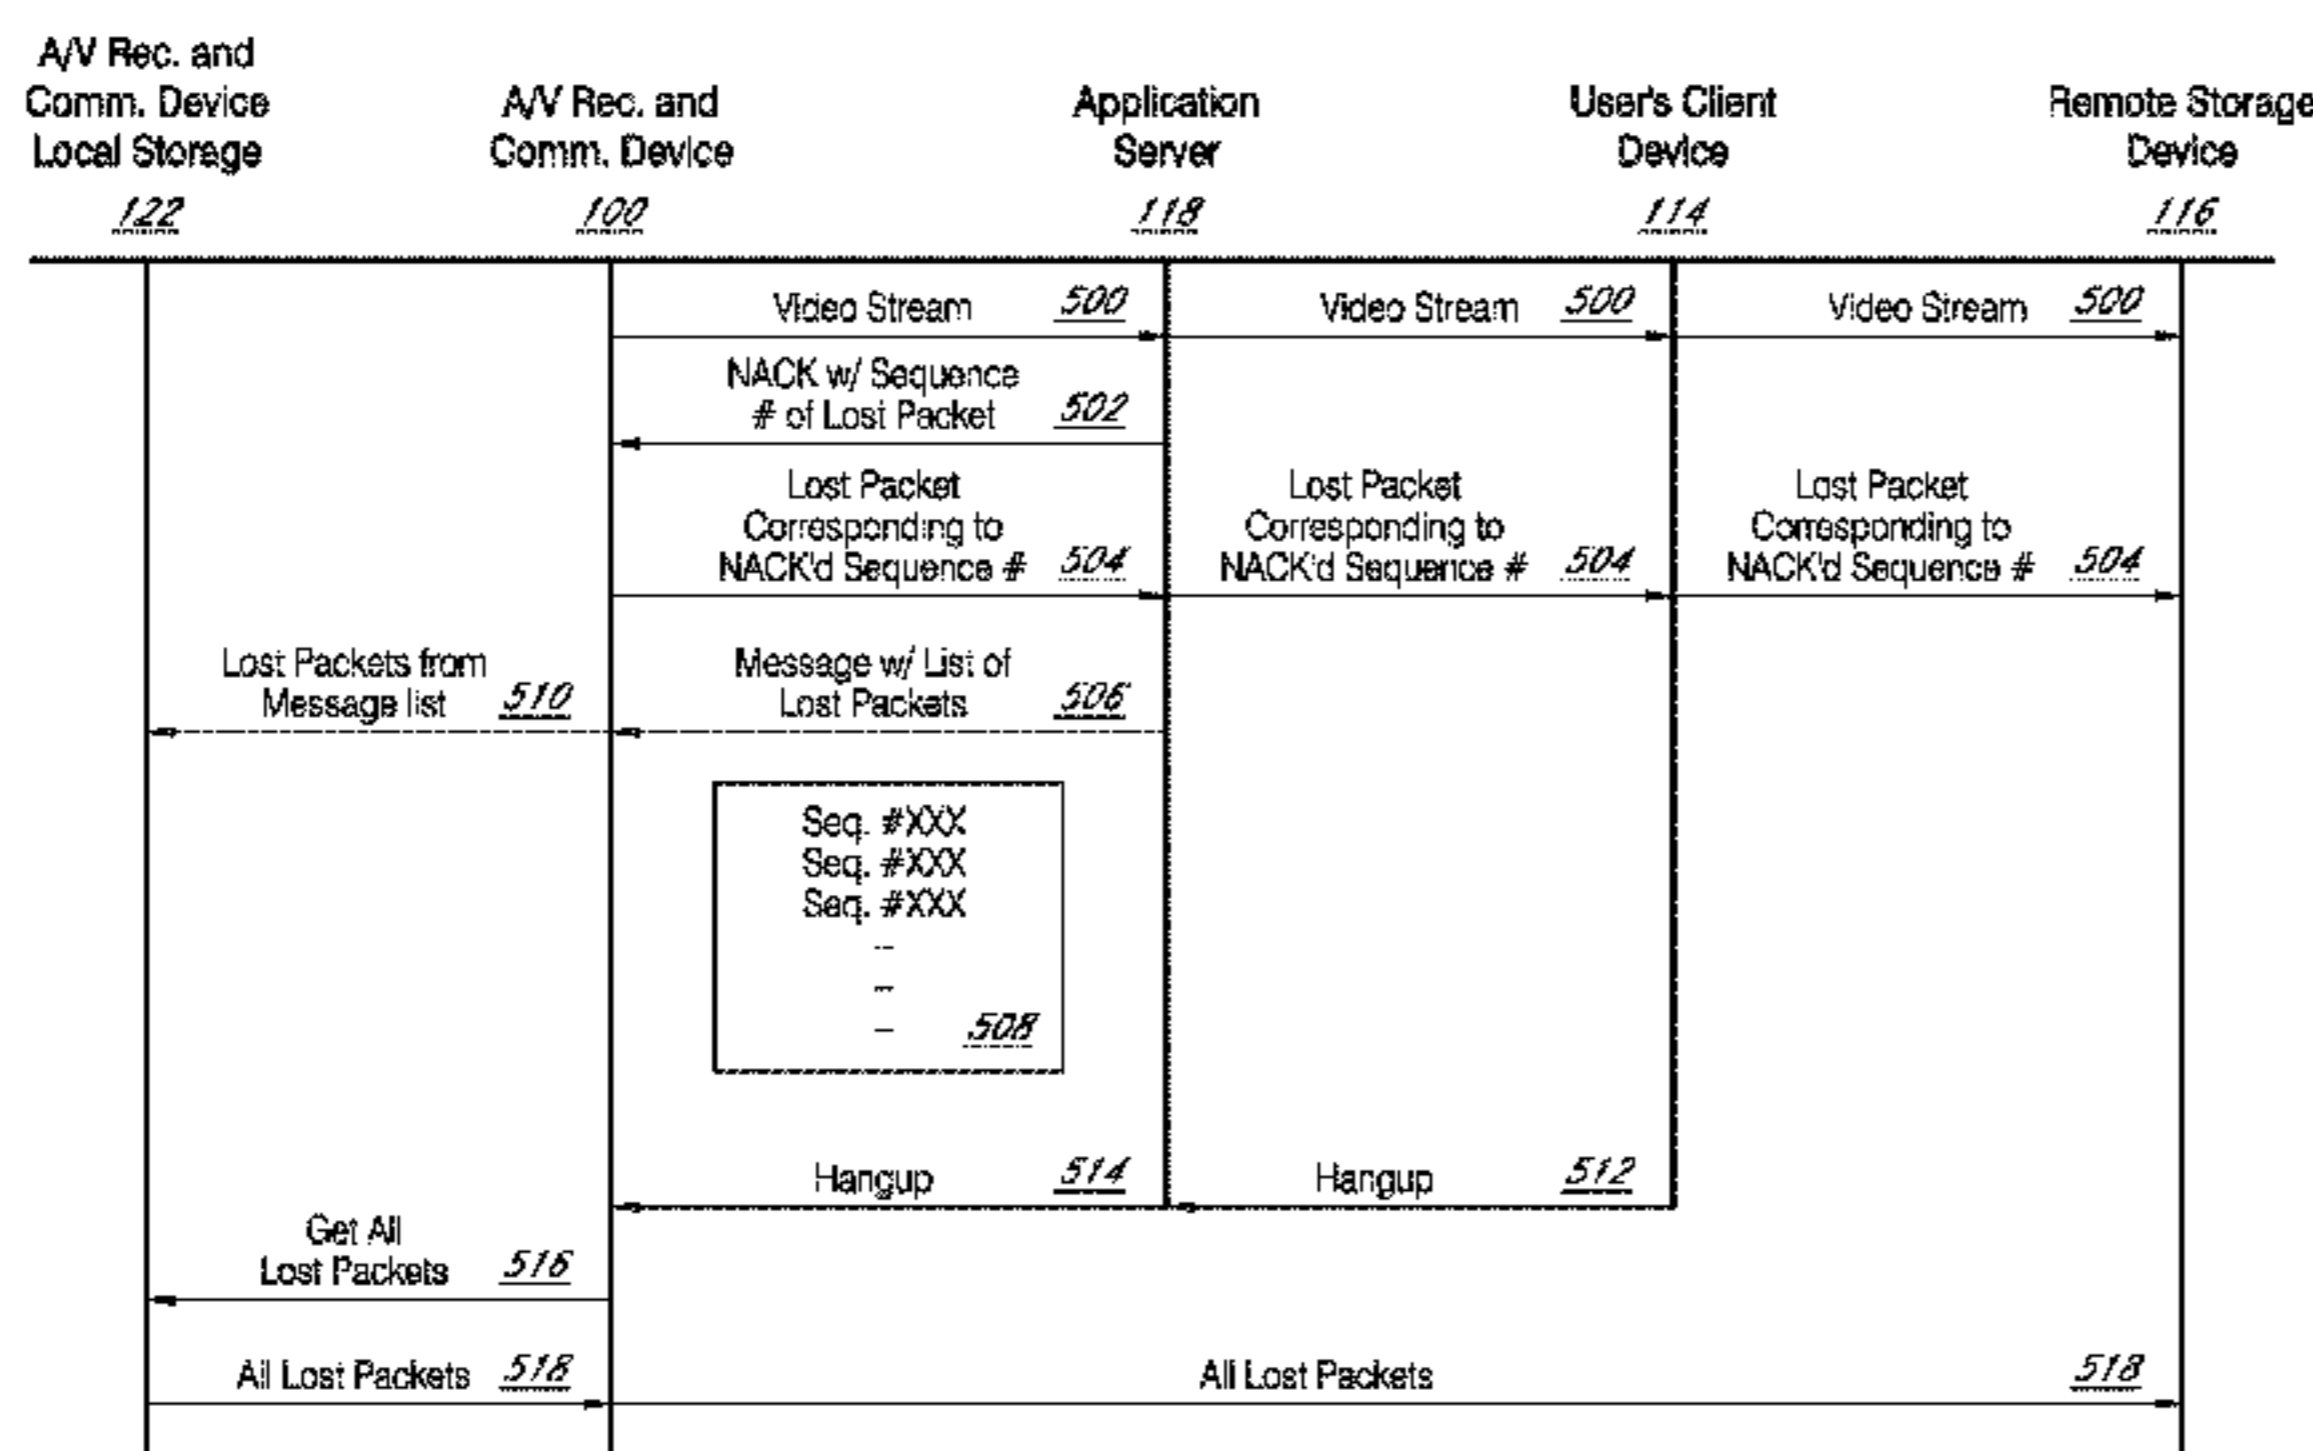 A/V Rec. and
Comm. Device
Local Storage
122
A/V Rec. and
Comm. Device
100
Application
Server
118
User's Client
Device
114
Remote Storage
Device
116
Video Stream 500
Video Stream 500
Video Stream 500
NACK w/ Sequence
# of Lost Packet 502
Lost Packet
Corresponding to
NACK'd Sequence # 504
Lost Packet
Corresponding to
NACK'd Sequence # 504
Lost Packet
Corresponding to
NACK'd Sequence # 504
Lost Packets from
Message list 510
Message w/ List of
Lost Packets 506
Seq. #XXX
Seq. #XXX
Seq. #XXX
–
–
– 508
Hangup 514
Hangup 512
Get All
Lost Packets 516
All Lost Packets 518
All Lost Packets 518